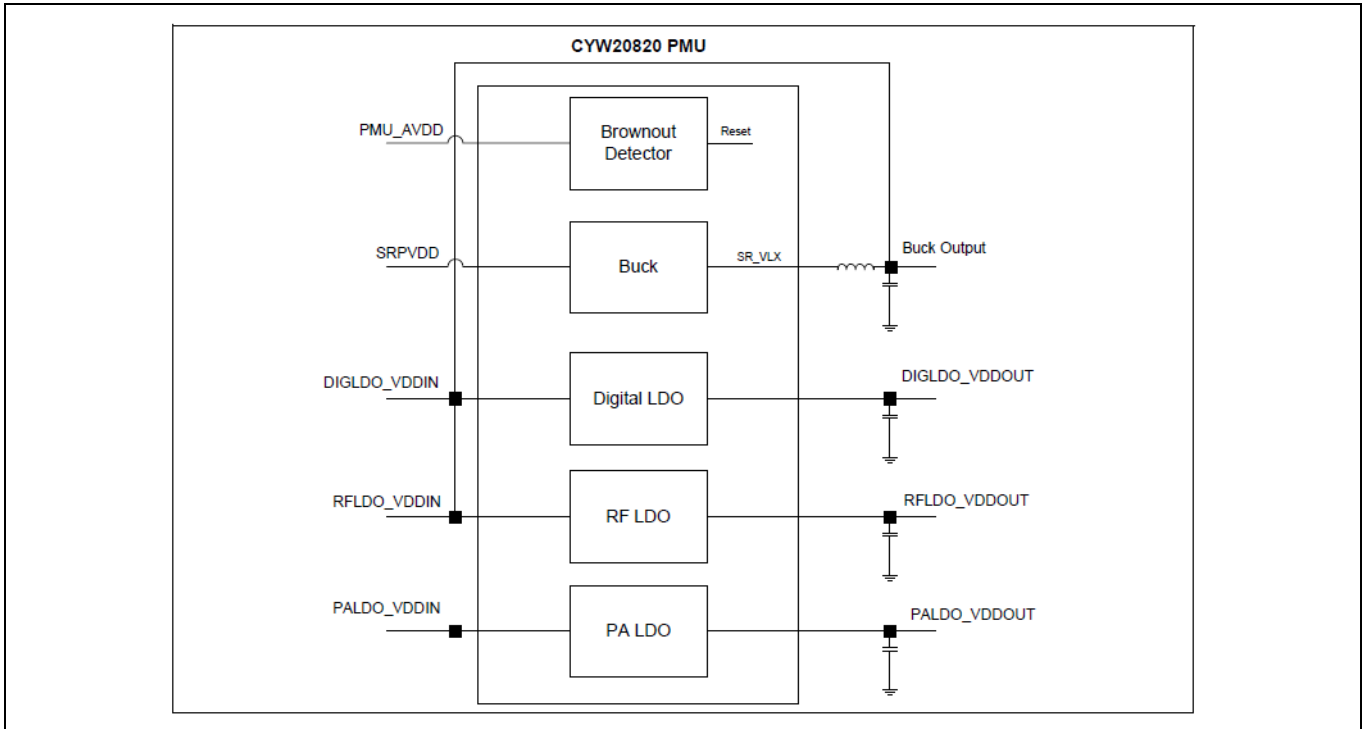 CYW20820 PMU
PMU_AVDD
Brownout
Detector
Reset
SRPVDD
Buck
SR_VLX
Buck Output
DIGLDO_VDDIN
Digital LDO
DIGLDO_VDDOUT
RFLDO_VDDIN
RF LDO
RFLDO_VDDOUT
PALDO_VDDIN
PA LDO
PALDO_VDDOUT